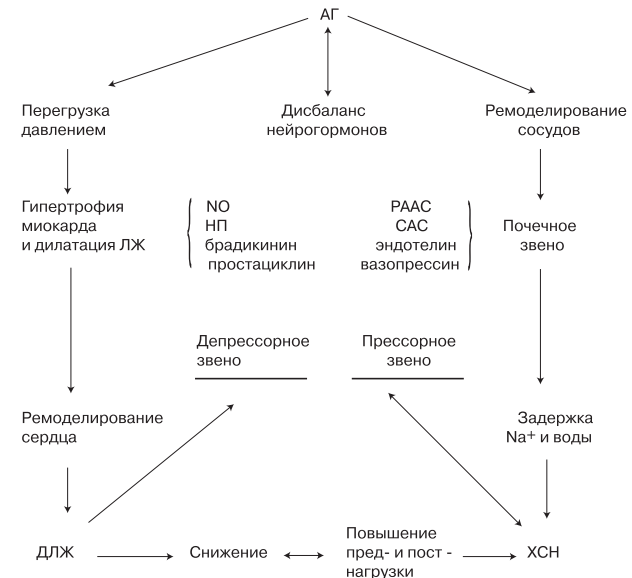 АГ
Перегрузка
давлением
Дисбаланс
нейрогормонов
Ремоделирование
сосудов
Гипертрофия
миокарда
и дилатация ЛЖ
NO
НП
брадикинин
простациклин
РААС
САС
эндотелин
вазопрессин
Почечное
звено
Депрессорное
звено
Прессорное
звено
Ремоделирование
сердца
Задержка
Na+ и воды
ДЛЖ
Снижение
Повышение
пред- и пост -
нагрузки
ХСН